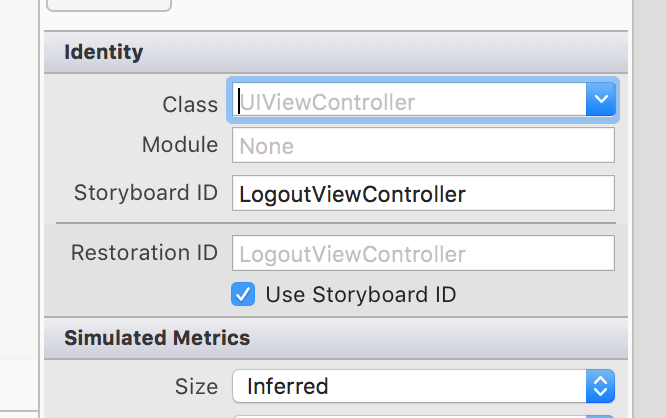 Identity
Class UIViewController
Module None
Storyboard ID LogoutViewController
Restoration ID LogoutViewController
Use Storyboard ID
Simulated Metrics
Size Inferred